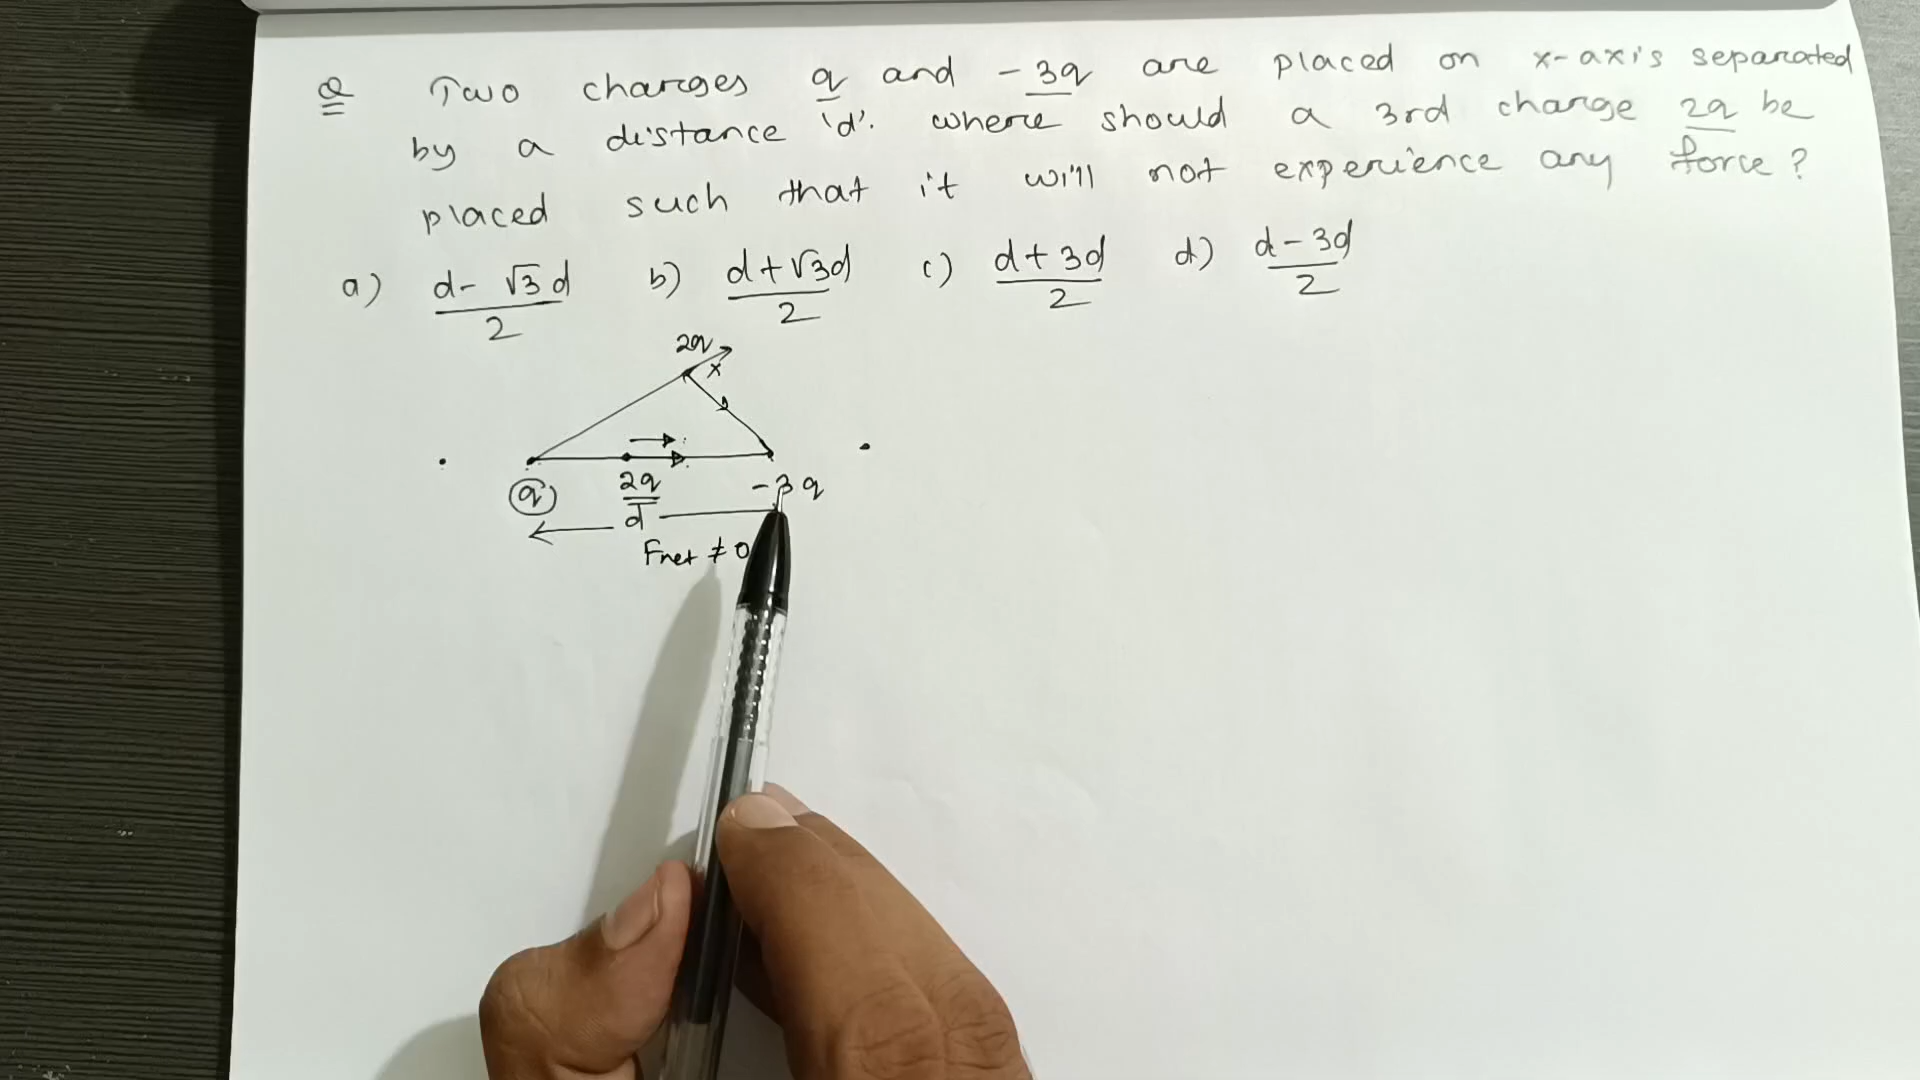 Q Two charges q and -3q are placed on x-axis separated
by a distance 'd'. where should a 3rd charge 2q be
placed such that it will not experience any force?
a) d-√3d/2 b) d+√3d/2 c) d+3d/2 d) d-3d/2
2q
x
q 2q -3q
d
Fnet ≠ 0